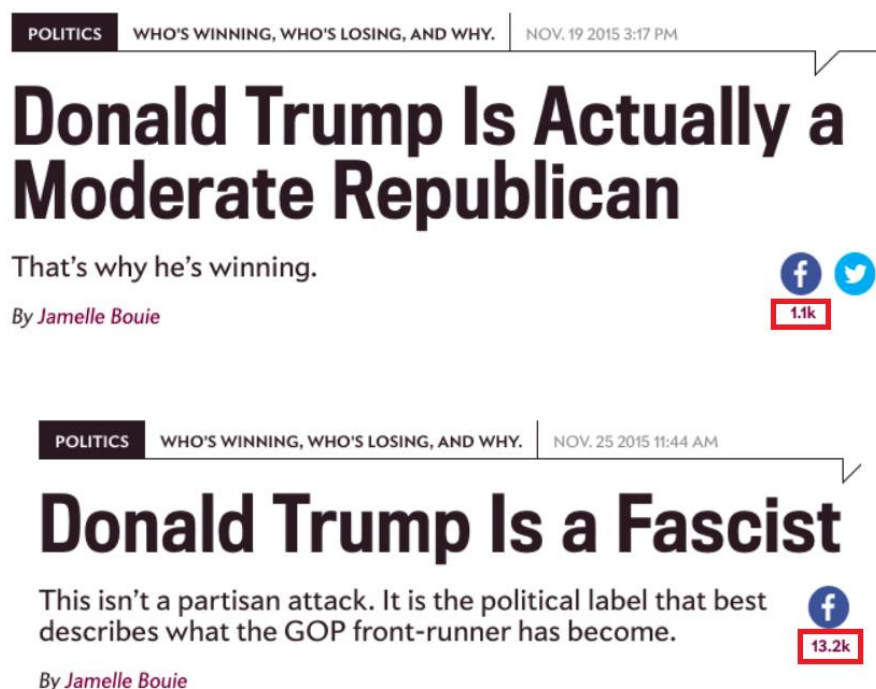 POLITICS WHO'S WINNING, WHO'S LOSING, AND WHY. NOV. 19 2015 3:17 PM
Donald Trump Is Actually a
Moderate Republican
That's why he's winning.
By Jamelle Bouie
1.1k
POLITICS WHO'S WINNING, WHO'S LOSING, AND WHY. NOV. 25 2015 11:44 AM
Donald Trump Is a Fascist
This isn't a partisan attack. It is the political label that best
describes what the GOP front-runner has become.
13.2k
By Jamelle Bouie